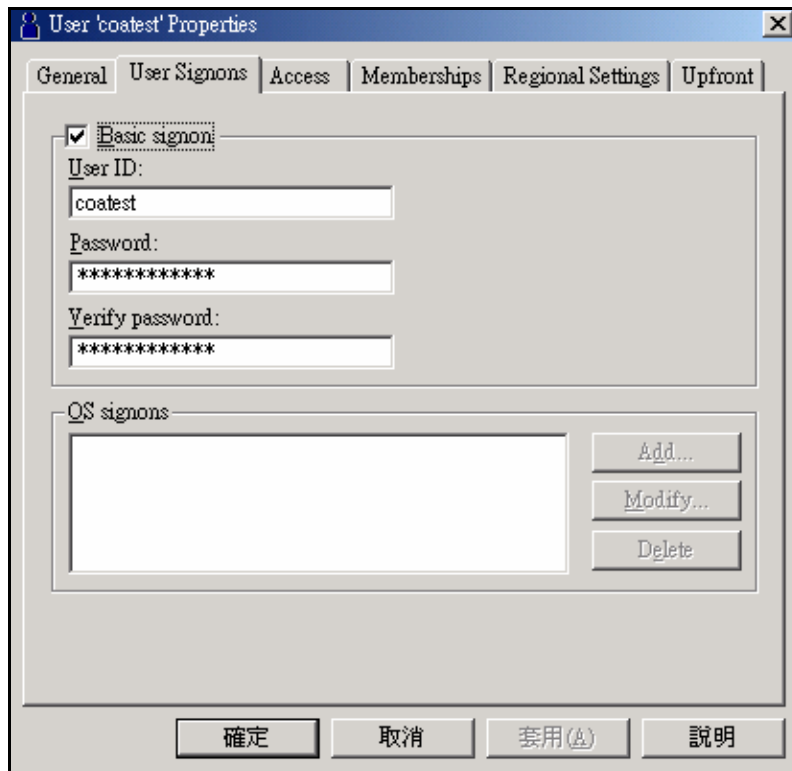 User 'coatest' Properties
General User Signons Access Memberships Regional Settings Upfront
Basic signon
User ID:
coatest
Password:
************
Verify password:
************
OS signons
Add...
Modify...
Delete
確定 取消 套用(A) 說明